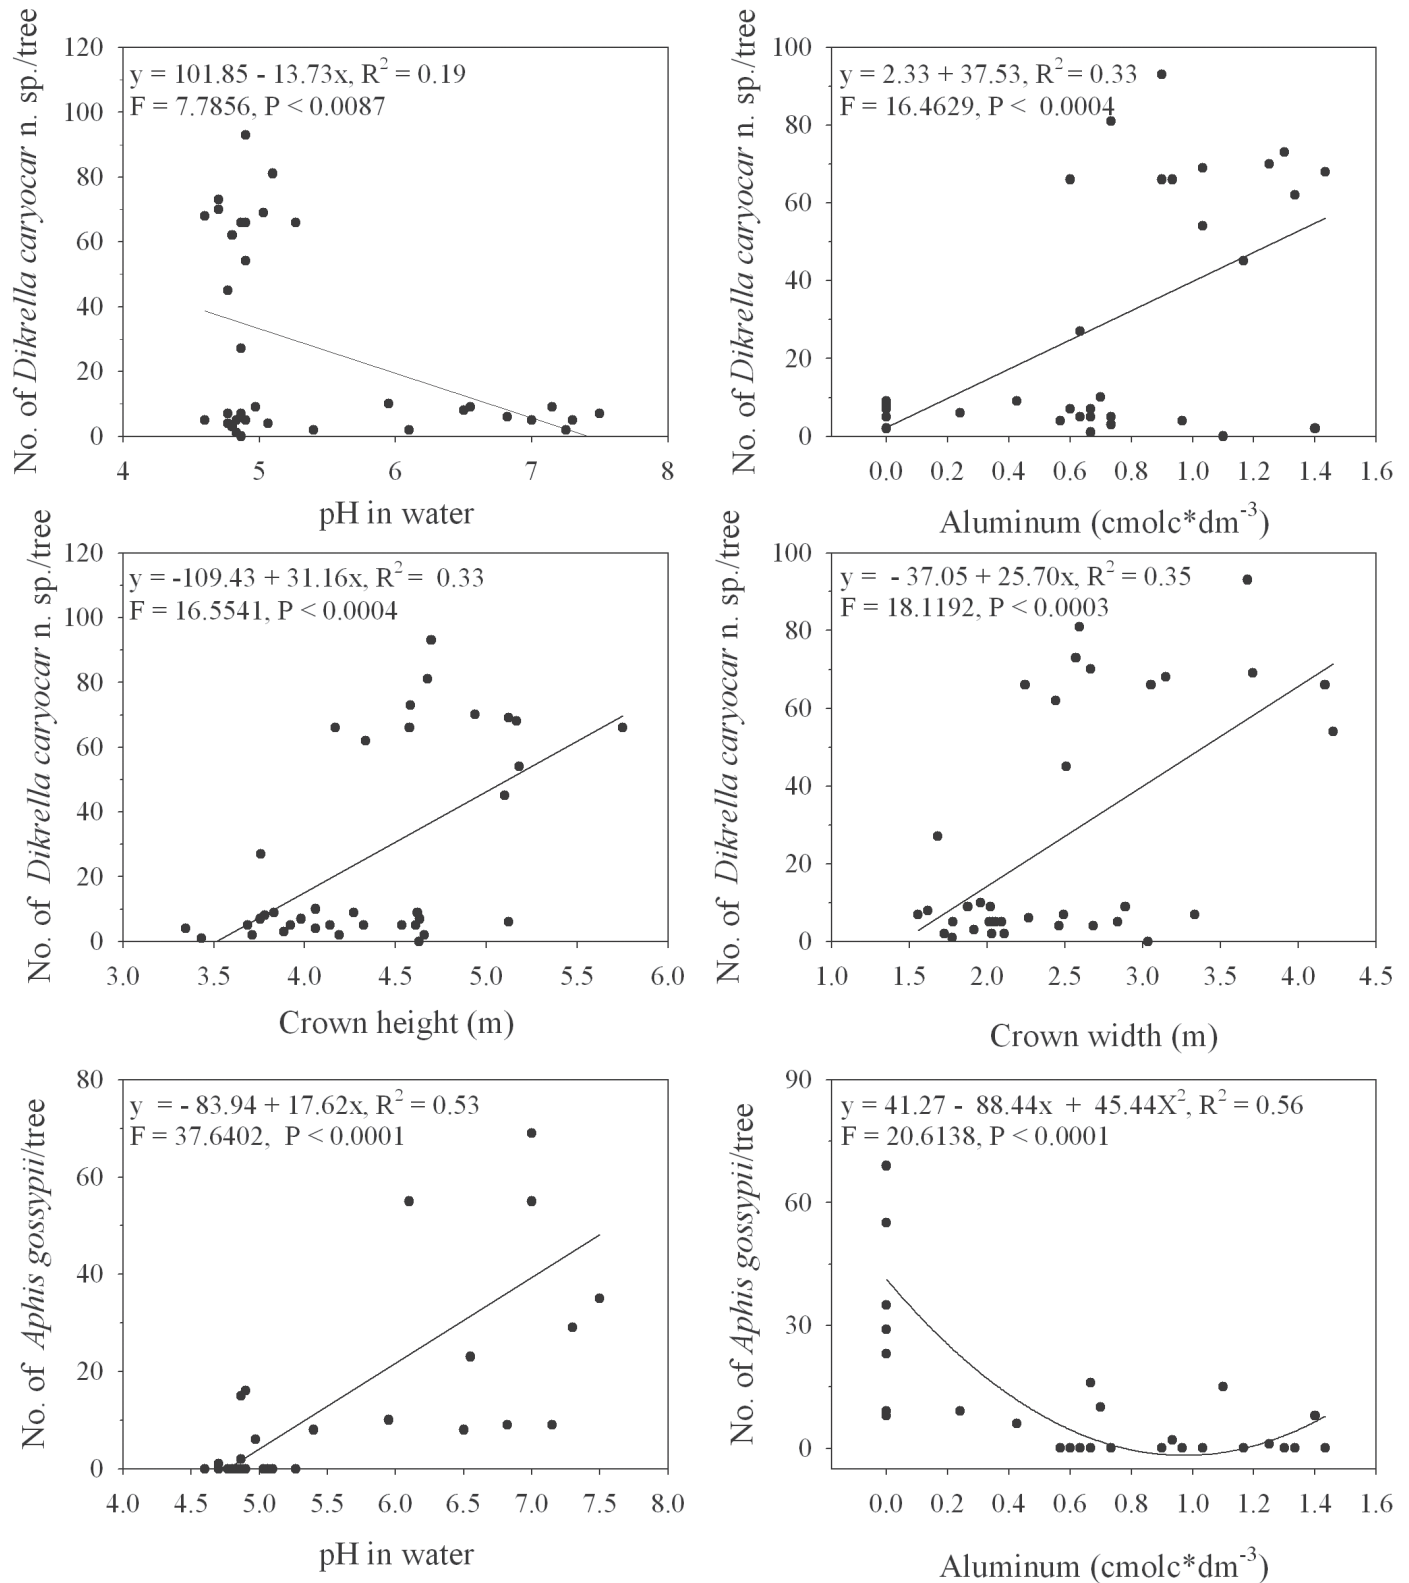 No. of Dikrella caryocar n. sp./tree
120
100
80
60
40
20
0
y = 101.85 - 13.73x, R² = 0.19
F = 7.7856, P < 0.0087
4 5 6 7 8
pH in water
No. of Dikrella caryocar n. sp./tree
100
80
60
40
20
0
y = 2.33 + 37.53, R² = 0.33
F = 16.4629, P < 0.0004
0.0 0.2 0.4 0.6 0.8 1.0 1.2 1.4 1.6
Aluminum (cmolc*dm⁻³)
No. of Dikrella caryocar n. sp./tree
120
100
80
60
40
20
0
y = -109.43 + 31.16x, R² = 0.33
F = 16.5541, P < 0.0004
3.0 3.5 4.0 4.5 5.0 5.5 6.0
Crown height (m)
No. of Dikrella caryocar n. sp./tree
100
80
60
40
20
0
y = - 37.05 + 25.70x, R² = 0.35
F = 18.1192, P < 0.0003
1.0 1.5 2.0 2.5 3.0 3.5 4.0 4.5
Crown width (m)
No. of Aphis gossypii/tree
80
60
40
20
0
y = - 83.94 + 17.62x, R² = 0.53
F = 37.6402, P < 0.0001
4.0 4.5 5.0 5.5 6.0 6.5 7.0 7.5 8.0
pH in water
No. of Aphis gossypii/tree
90
60
30
0
y = 41.27 - 88.44x + 45.44X², R² = 0.56
F = 20.6138, P < 0.0001
0.0 0.2 0.4 0.6 0.8 1.0 1.2 1.4 1.6
Aluminum (cmolc*dm⁻³)